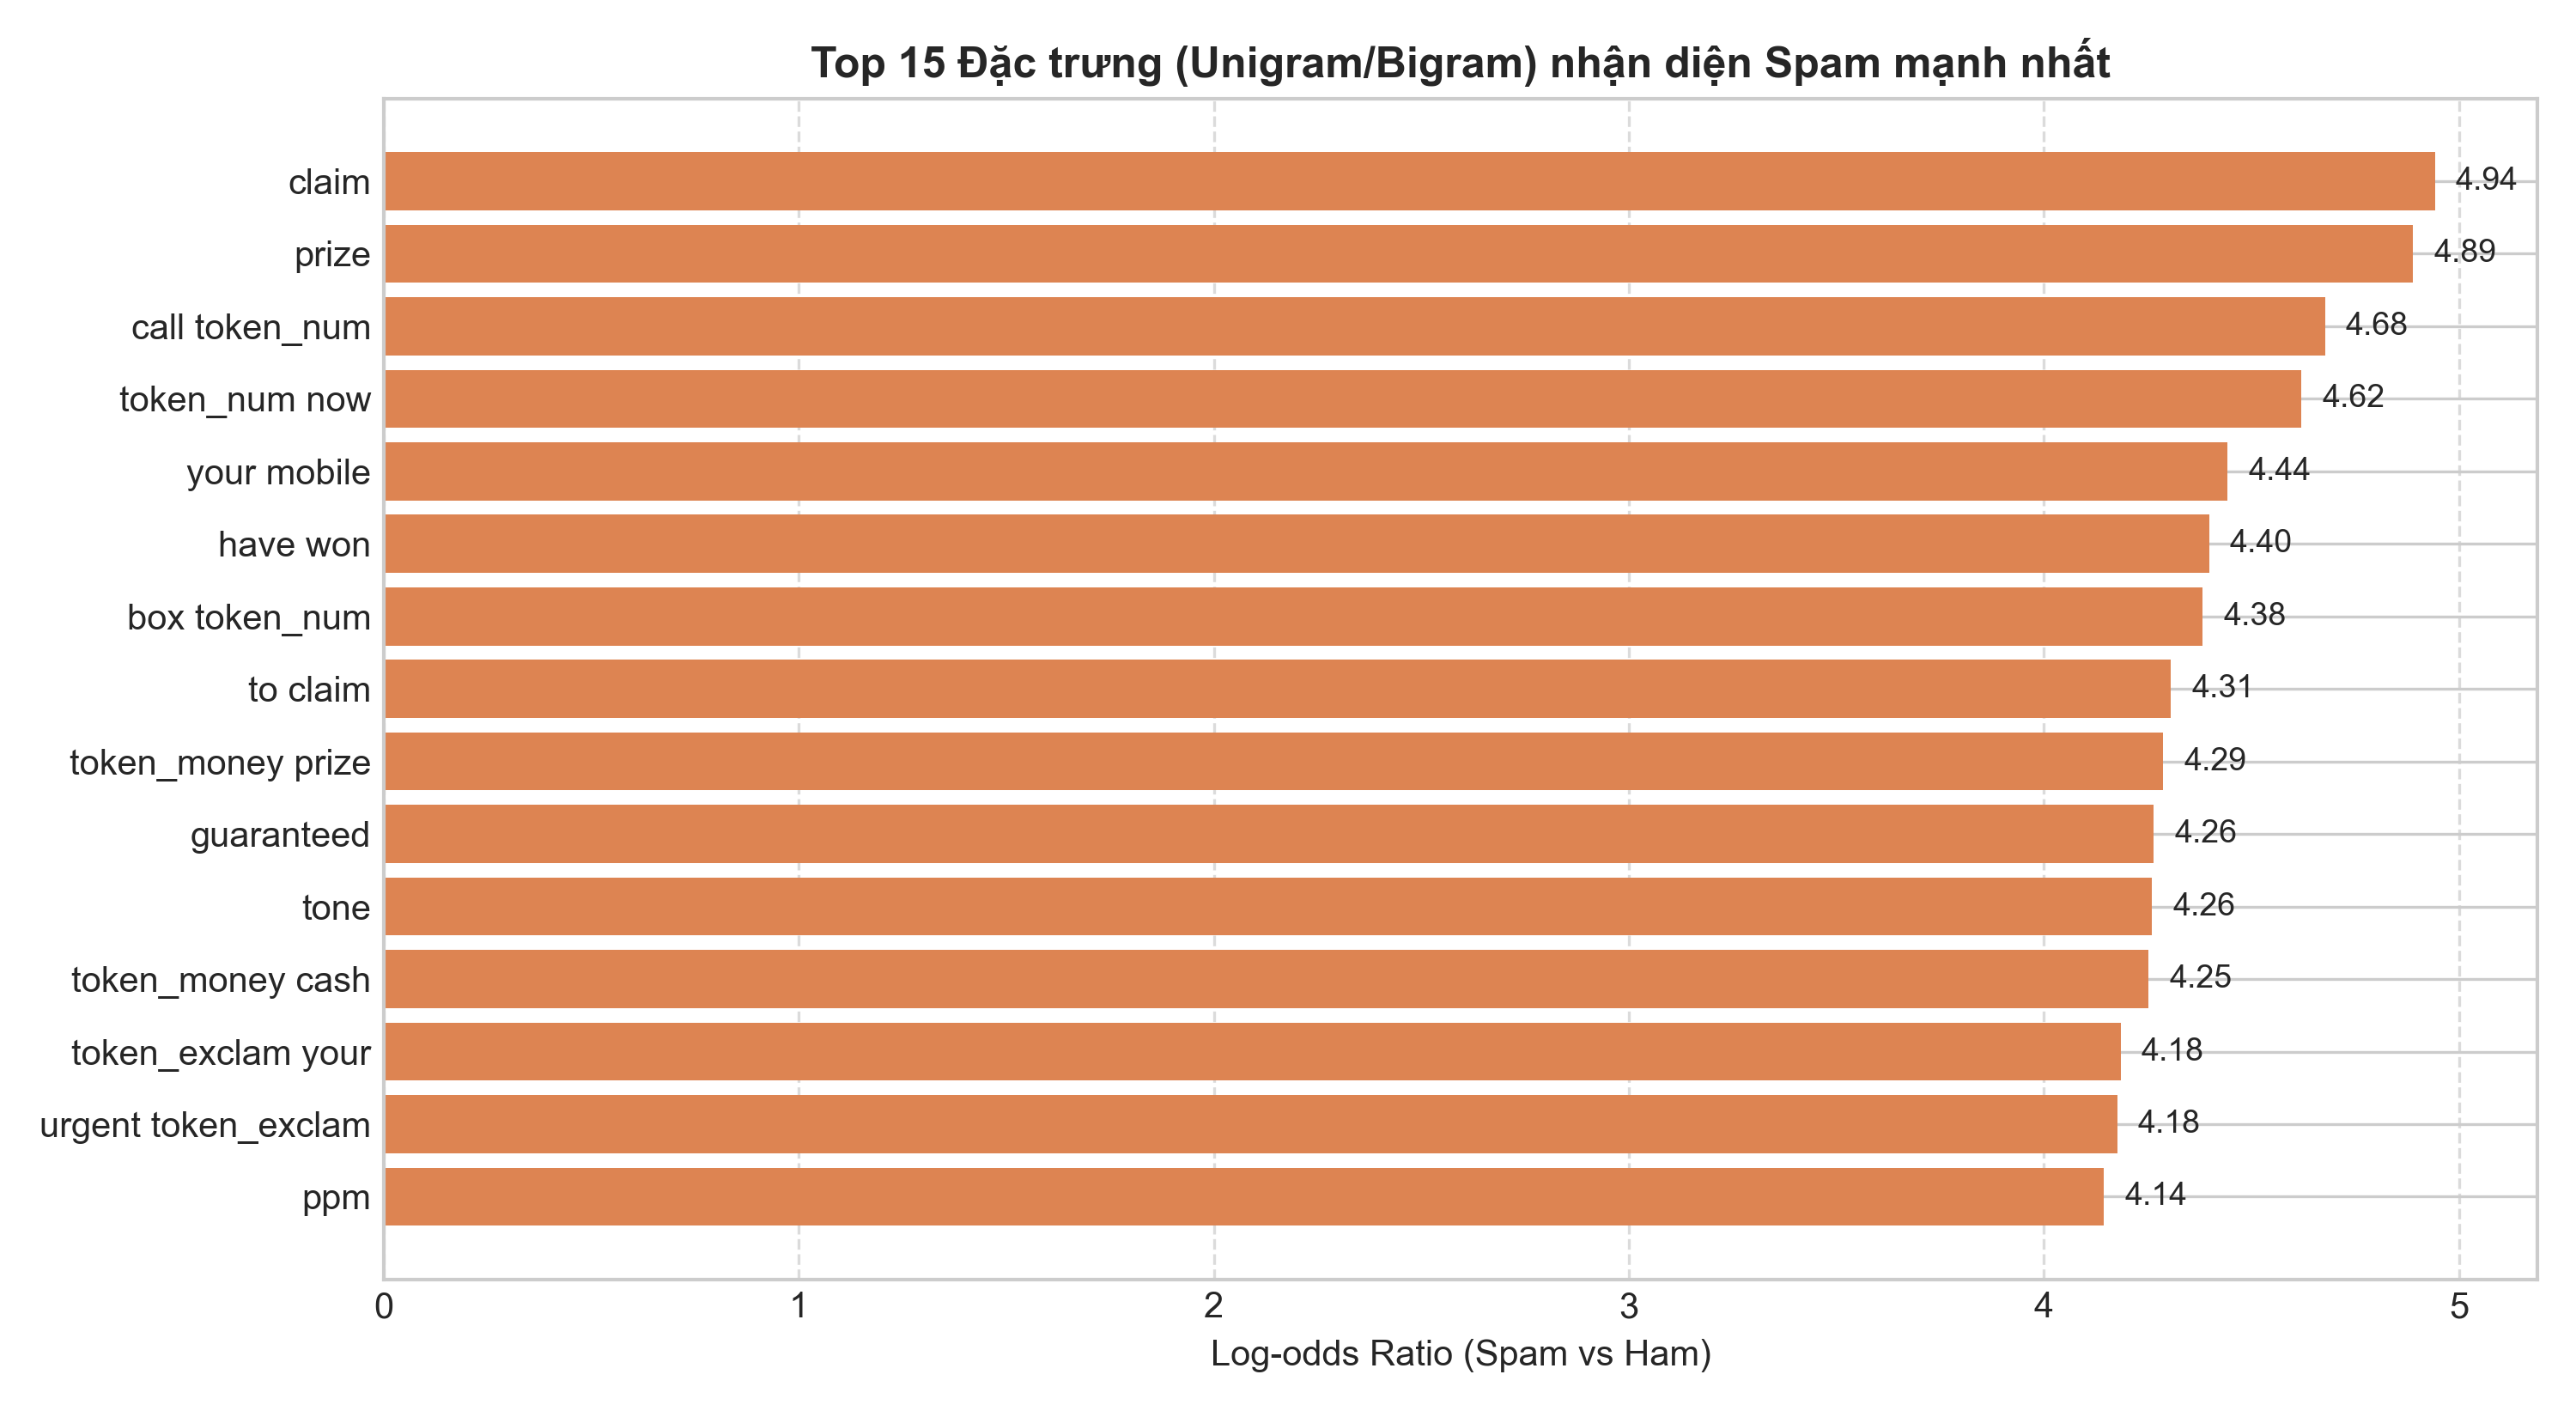 Top 15 Đặc trưng (Unigram/Bigram) nhận diện Spam mạnh nhất
claim 4.94
prize 4.89
call token_num 4.68
token_num now 4.62
your mobile 4.44
have won 4.40
box token_num 4.38
to claim 4.31
token_money prize 4.29
guaranteed 4.26
tone 4.26
token_money cash 4.25
token_exclam your 4.18
urgent token_exclam 4.18
ppm 4.14
0 1 2 3 4 5
Log-odds Ratio (Spam vs Ham)